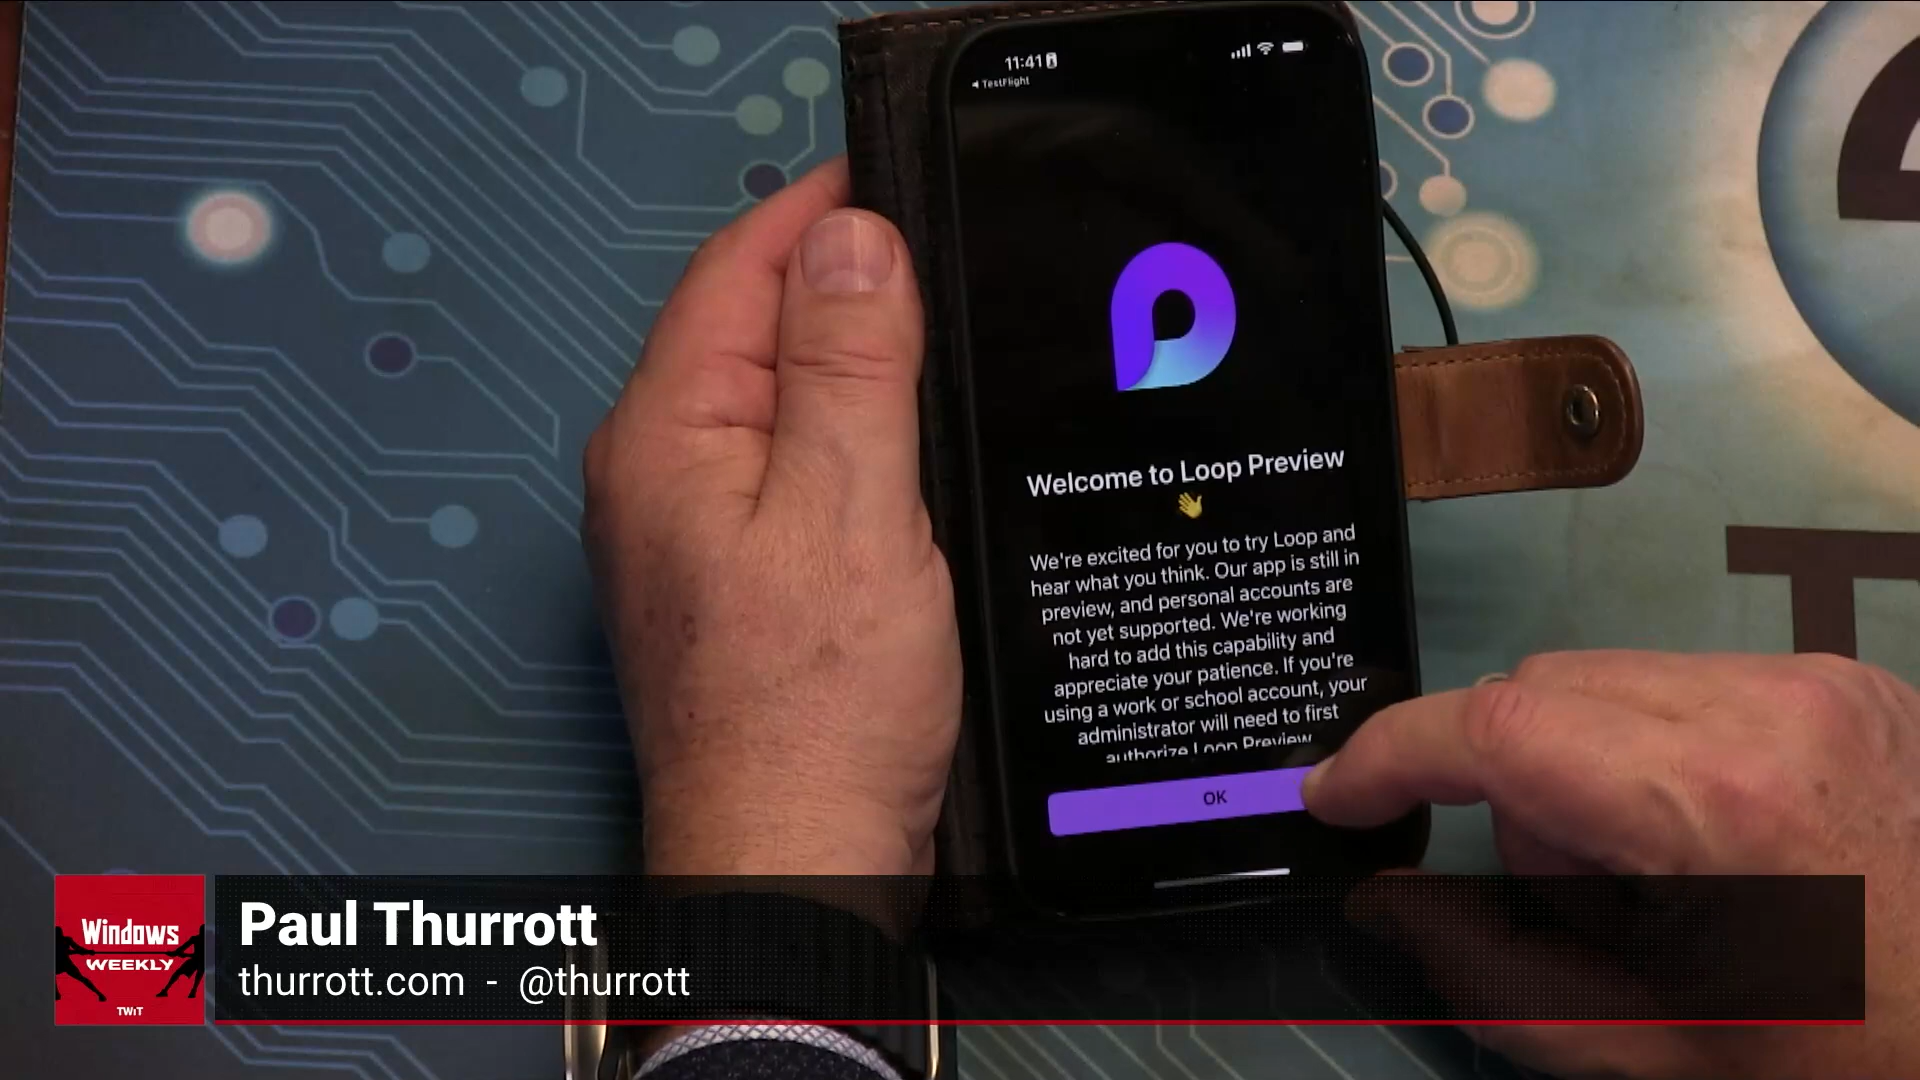 11:41
◀ TestFlight
Welcome to Loop Preview
👋
We're excited for you to try Loop and
hear what you think. Our app is still in
preview, and personal accounts are
not yet supported. We're working
hard to add this capability and
appreciate your patience. If you're
using a work or school account, your
administrator will need to first
authorize Loop Preview
OK
Windows
WEEKLY
TWiT
Paul Thurrott
thurrott.com - @thurrott